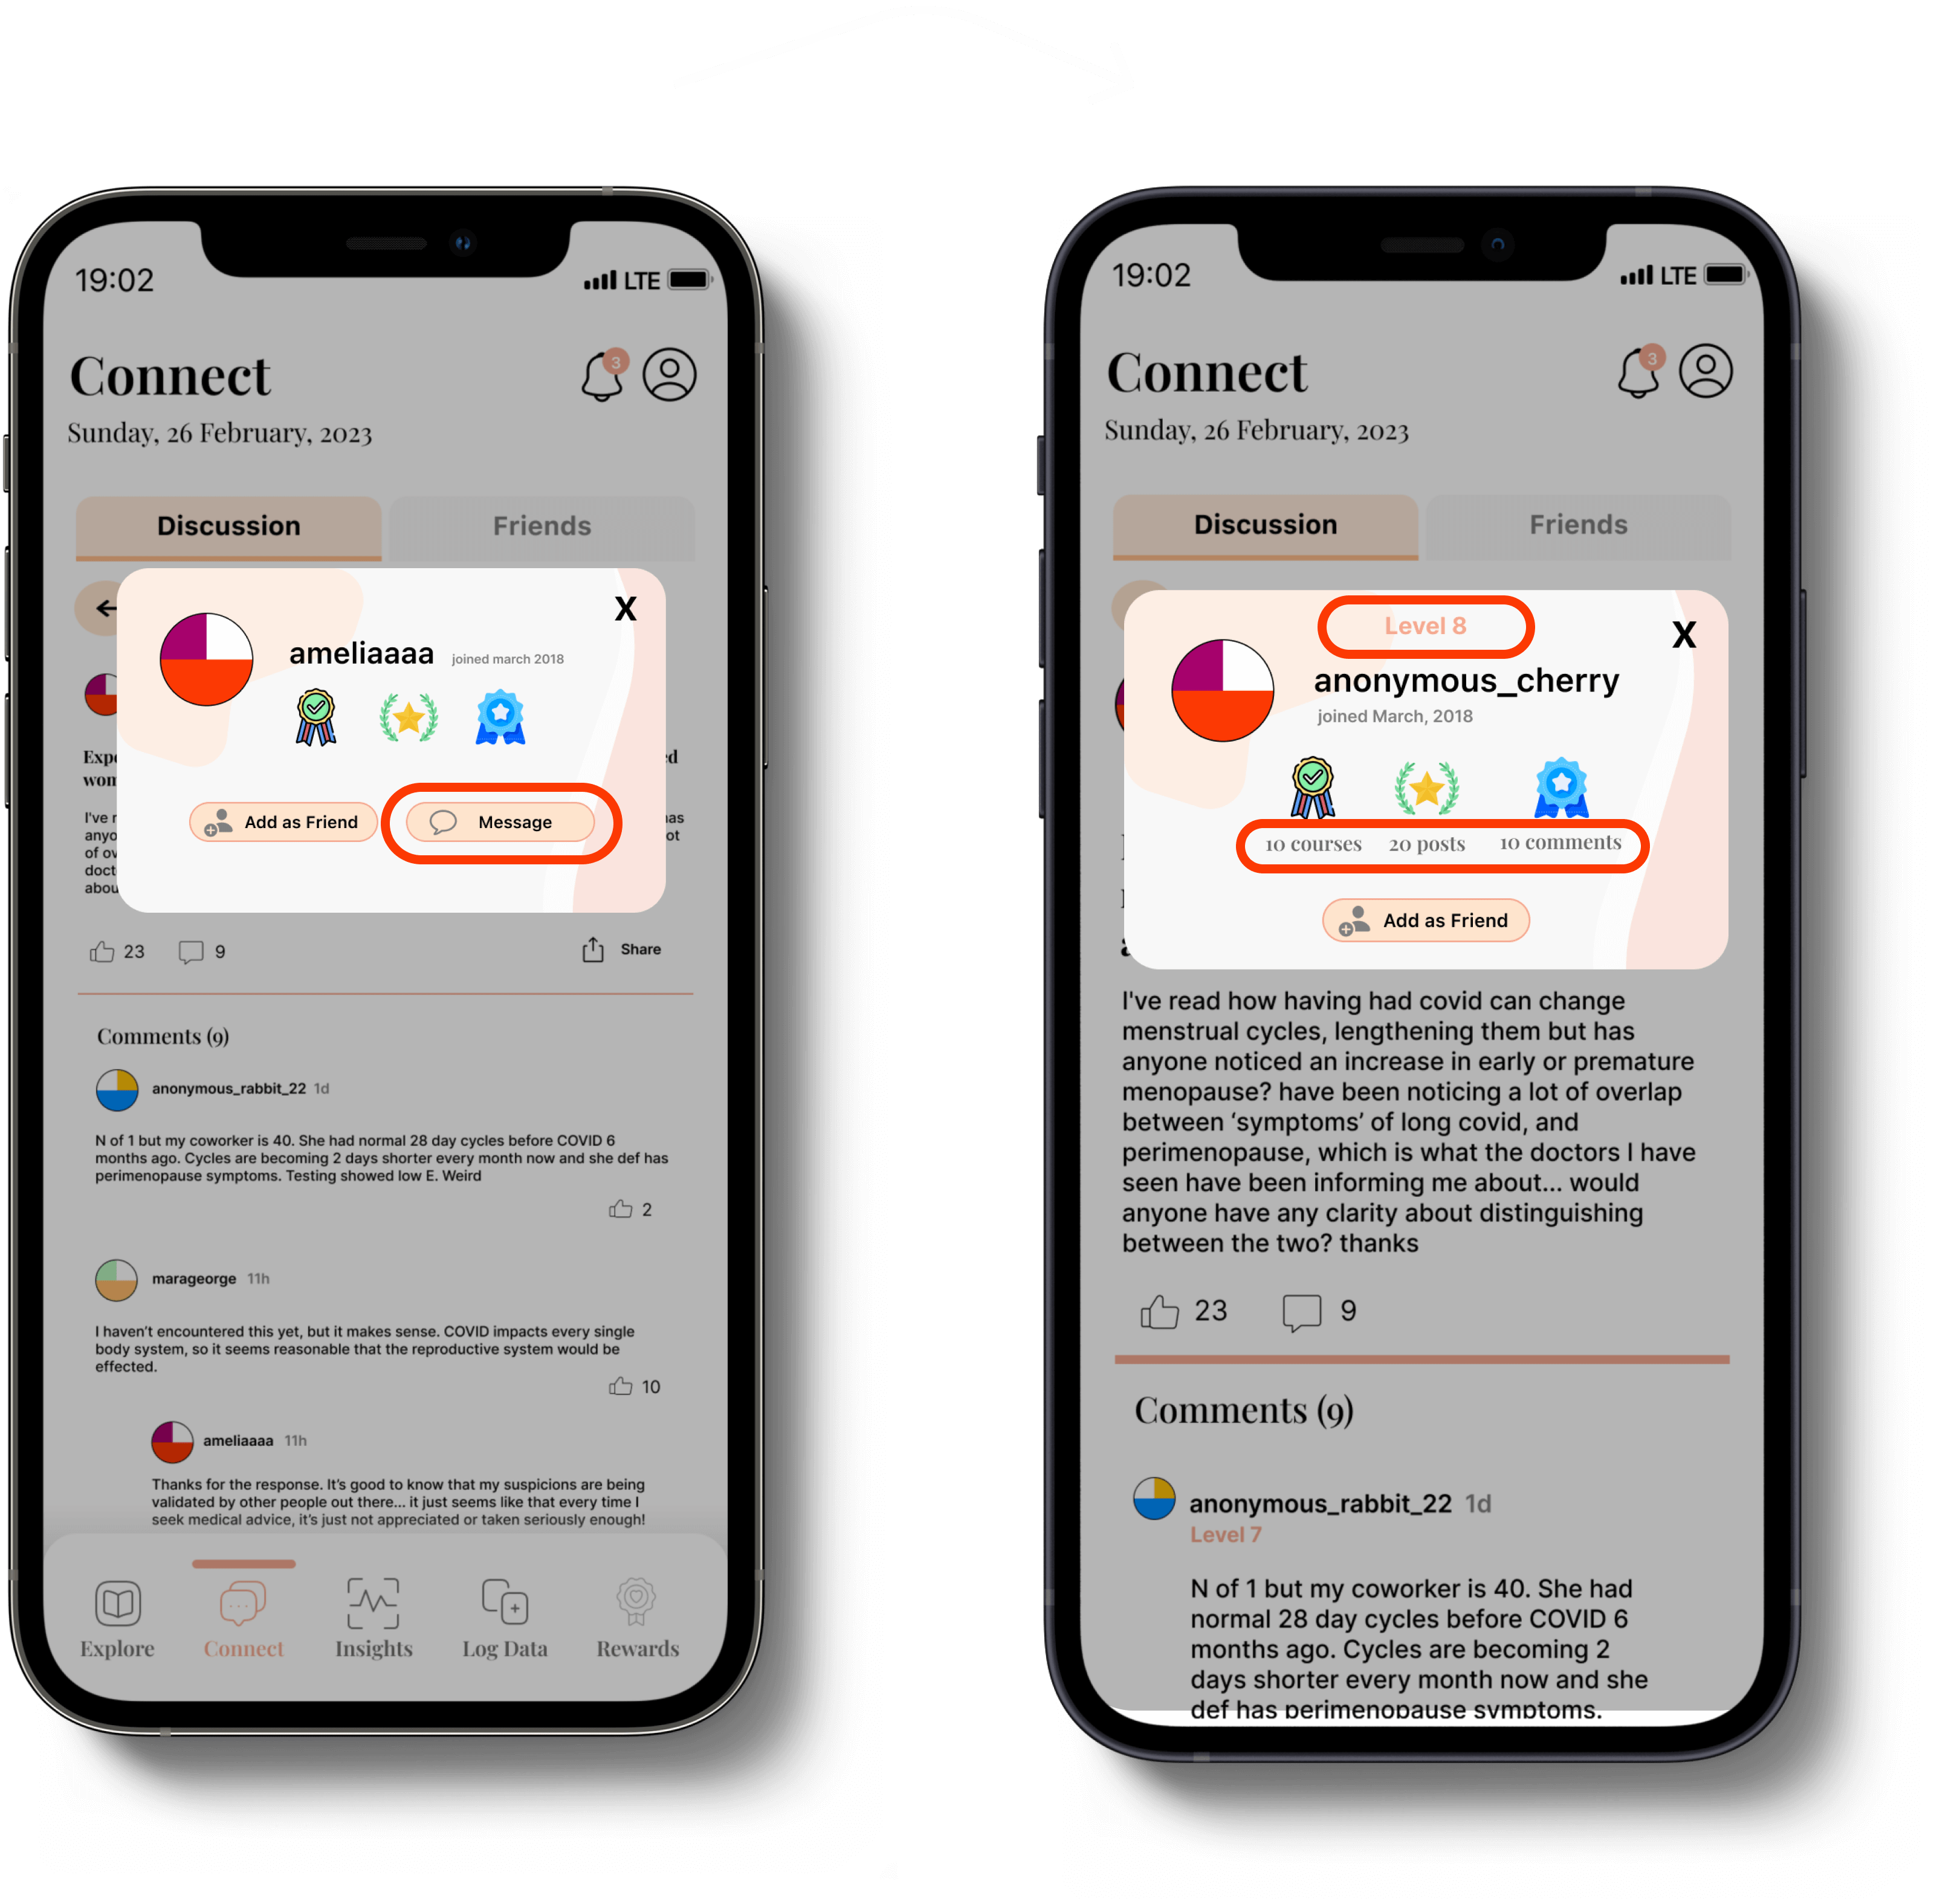 19:02
LTE
Connect
3
Sunday, 26 February, 2023
Discussion
Friends
X
ameliaaaa joined march 2018
Add as Friend
Message
I've r
anyo
of ov
doct
abou
23
9
Share
Comments (9)
anonymous_rabbit_22 1d
N of 1 but my coworker is 40. She had normal 28 day cycles before COVID 6
months ago. Cycles are becoming 2 days shorter every month now and she def has
perimenopause symptoms. Testing showed low E. Weird
2
marageorge 11h
I haven't encountered this yet, but it makes sense. COVID impacts every single
body system, so it seems reasonable that the reproductive system would be
effected.
10
ameliaaaa 11h
Thanks for the response. It's good to know that my suspicions are being
validated by other people out there... it just seems like that every time I
seek medical advice, it's just not appreciated or taken seriously enough!
Explore
Connect
Insights
Log Data
Rewards
19:02
LTE
Connect
3
Sunday, 26 February, 2023
Discussion
Friends
Level 8
X
anonymous_cherry
joined March, 2018
10 courses
20 posts
10 comments
Add as Friend
I've read how having had covid can change
menstrual cycles, lengthening them but has
anyone noticed an increase in early or premature
menopause? have been noticing a lot of overlap
between ‘symptoms’ of long covid, and
perimenopause, which is what the doctors I have
seen have been informing me about... would
anyone have any clarity about distinguishing
between the two? thanks
23
9
Comments (9)
anonymous_rabbit_22 1d
Level 7
N of 1 but my coworker is 40. She had
normal 28 day cycles before COVID 6
months ago. Cycles are becoming 2
days shorter every month now and she
def has perimenopause symptoms.